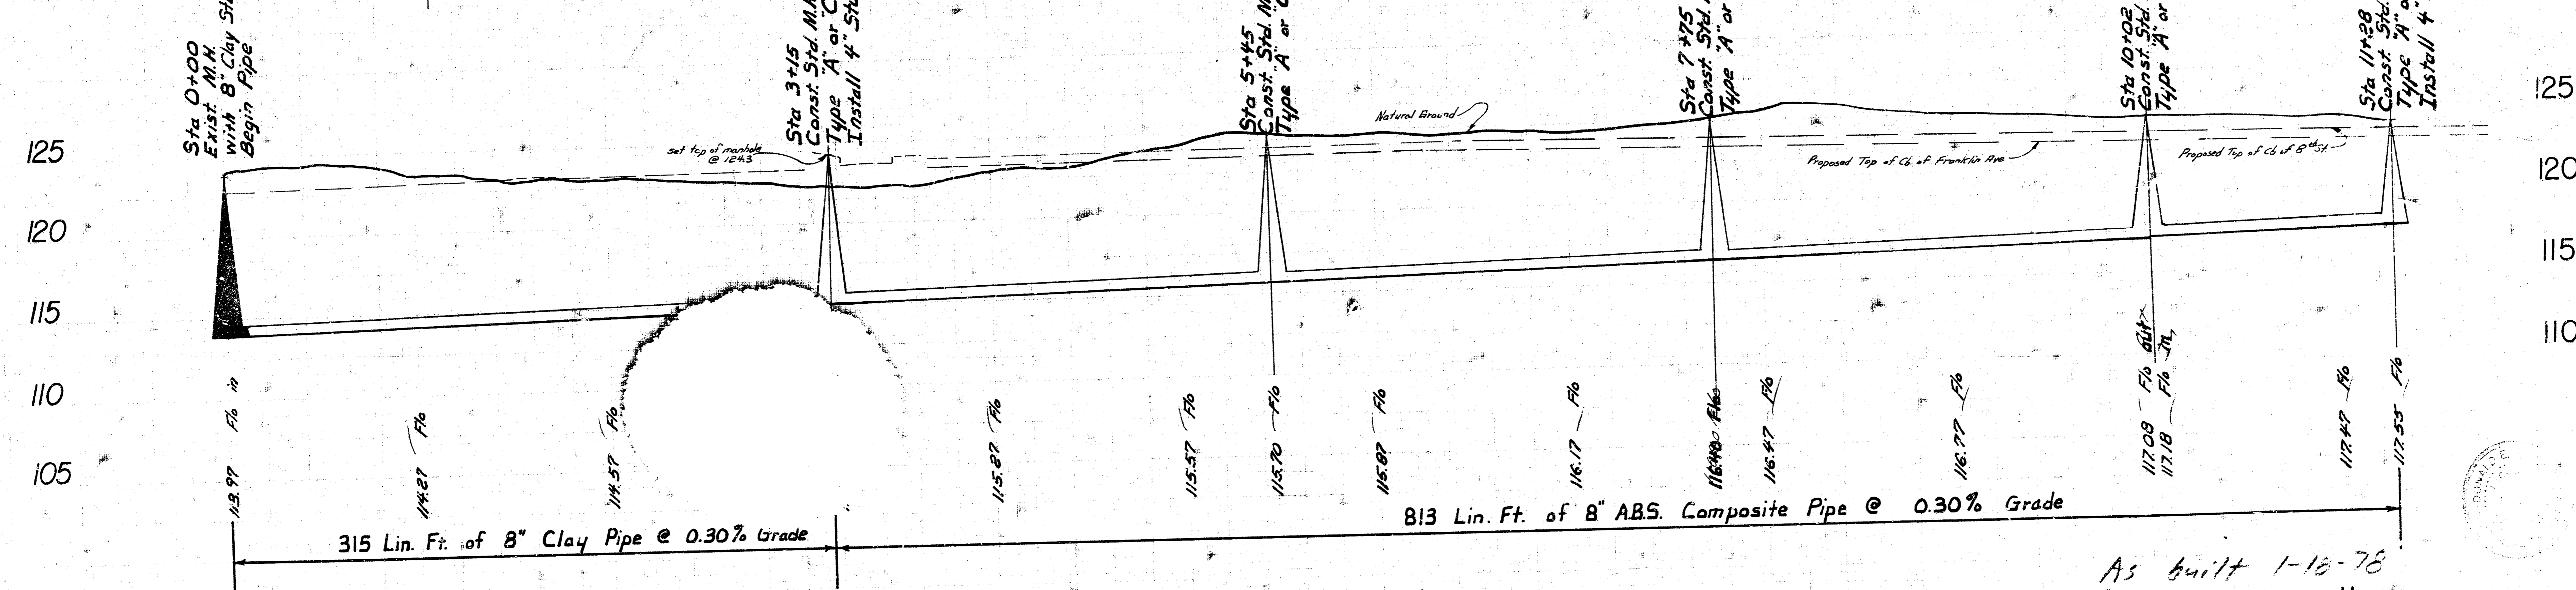 Sta 0+00
Exist. M.H.
with 8" Clay
Begin Pipe
Sta 3+15
Const. Std. M.H.
Type "A" or "C"
Install 4"
Sta 5+45
Const. Std.
Type "A" or
Sta 7+75
Const. Std.
Type "A" or
Sta 10+02
Const. Std.
Type "A" or
Sta 11+28
Const. Std.
Type "A"
Install 4"
125
120
115
110
105
125
120
115
110
set top of manhole
@ 124.3
Natural Ground
Proposed Top of Cb. of Franklin Ave
Proposed Top of Cb of 8th St.
113.97 Flo in
114.27 Flo
114.57 Flo
115.27 Flo
115.57 Flo
115.70 Flo
115.87 Flo
116.17 Flo
116.47 Flo
116.77 Flo
117.08 Flo out
117.18 Flo in
117.47 Flo
117.55 Flo
315 Lin. Ft. of 8" Clay Pipe @ 0.30% Grade
813 Lin. Ft. of 8" A.B.S. Composite Pipe @ 0.30% Grade
As built 1-18-78